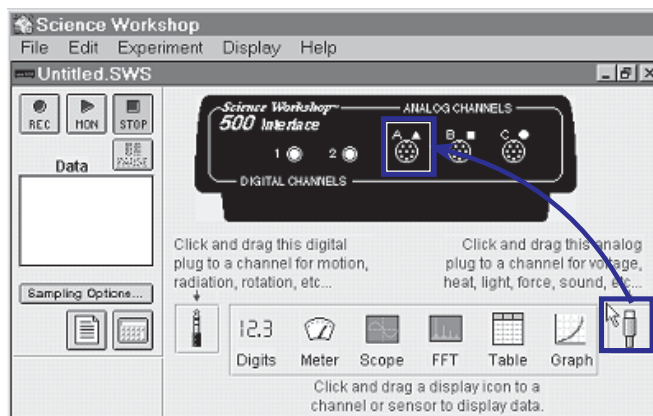 Science Workshop
File Edit Experiment Display Help
Untitled.SWS
REC MON STOP
PAUSE
Data
Sampling Options...
Science Workshop
500 Interface
ANALOG CHANNELS
A B C
1 2
DIGITAL CHANNELS
Click and drag this digital
plug to a channel for motion,
radiation, rotation, etc...
Click and drag this analog
plug to a channel for voltage,
heat, light, force, sound, etc...
12.3
Digits Meter Scope FFT Table Graph
Click and drag a display icon to a
channel or sensor to display data.